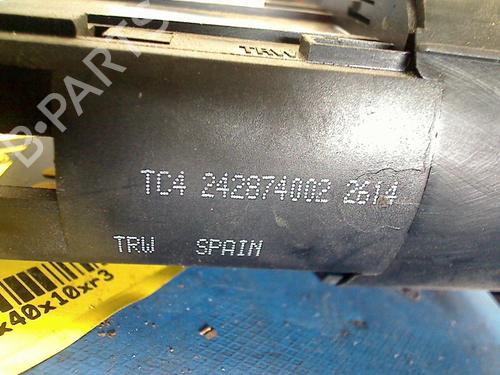 TRW
B-PARTS
TC4 242874002 2614
TRW SPAIN
x40x10xr3